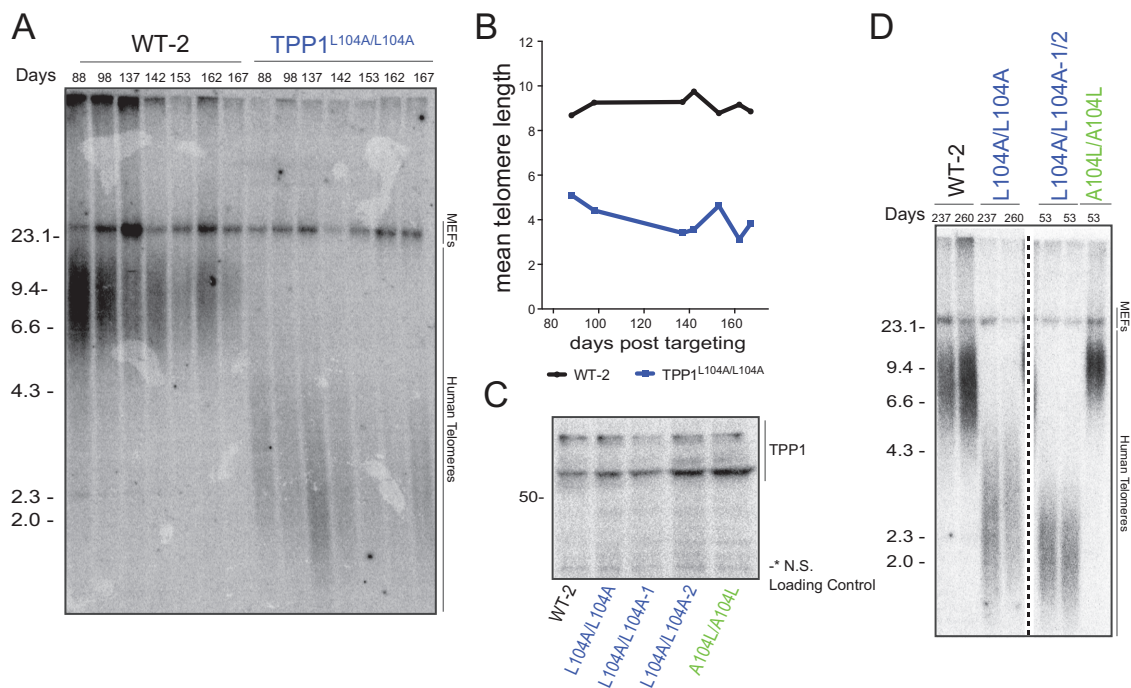 A
WT-2
TPP1L104A/L104A
Days
88 98 137 142 153 162 167 88 98 137 142 153 162 167
23.1-
9.4-
6.6 -
4.3 -
2.3 -
2.0 -
MEFs
Human Telomeres
B
mean telomere length
12
10
8
6
4
2
0
80 100 120 140 160
days post targeting
WT-2 TPP1L104A/L104A
C
TPP1
50-
-* N.S.
Loading Control
WT-2
L104A/L104A
L104A/L104A-1
L104A/L104A-2
A104L/A104L
D
WT-2
L104A/L104A
L104A/L104A-1/2
A104L/A104L
Days
237 260 237 260 53 53 53
23.1-
9.4 -
6.6 -
4.3 -
2.3 -
2.0 -
MEFs
Human Telomeres